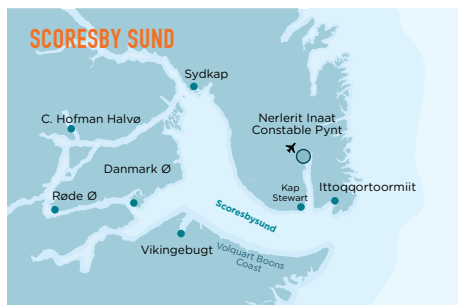 SCORESBY SUND
Sydkap
C. Hofman Halvø
Nerlerit Inaat
Constable Pynt
Danmark Ø
Røde Ø
Kap
Stewart
Ittoqqortoormiit
Scoresbysund
Vikingebugt
Volquart Boons
Coast